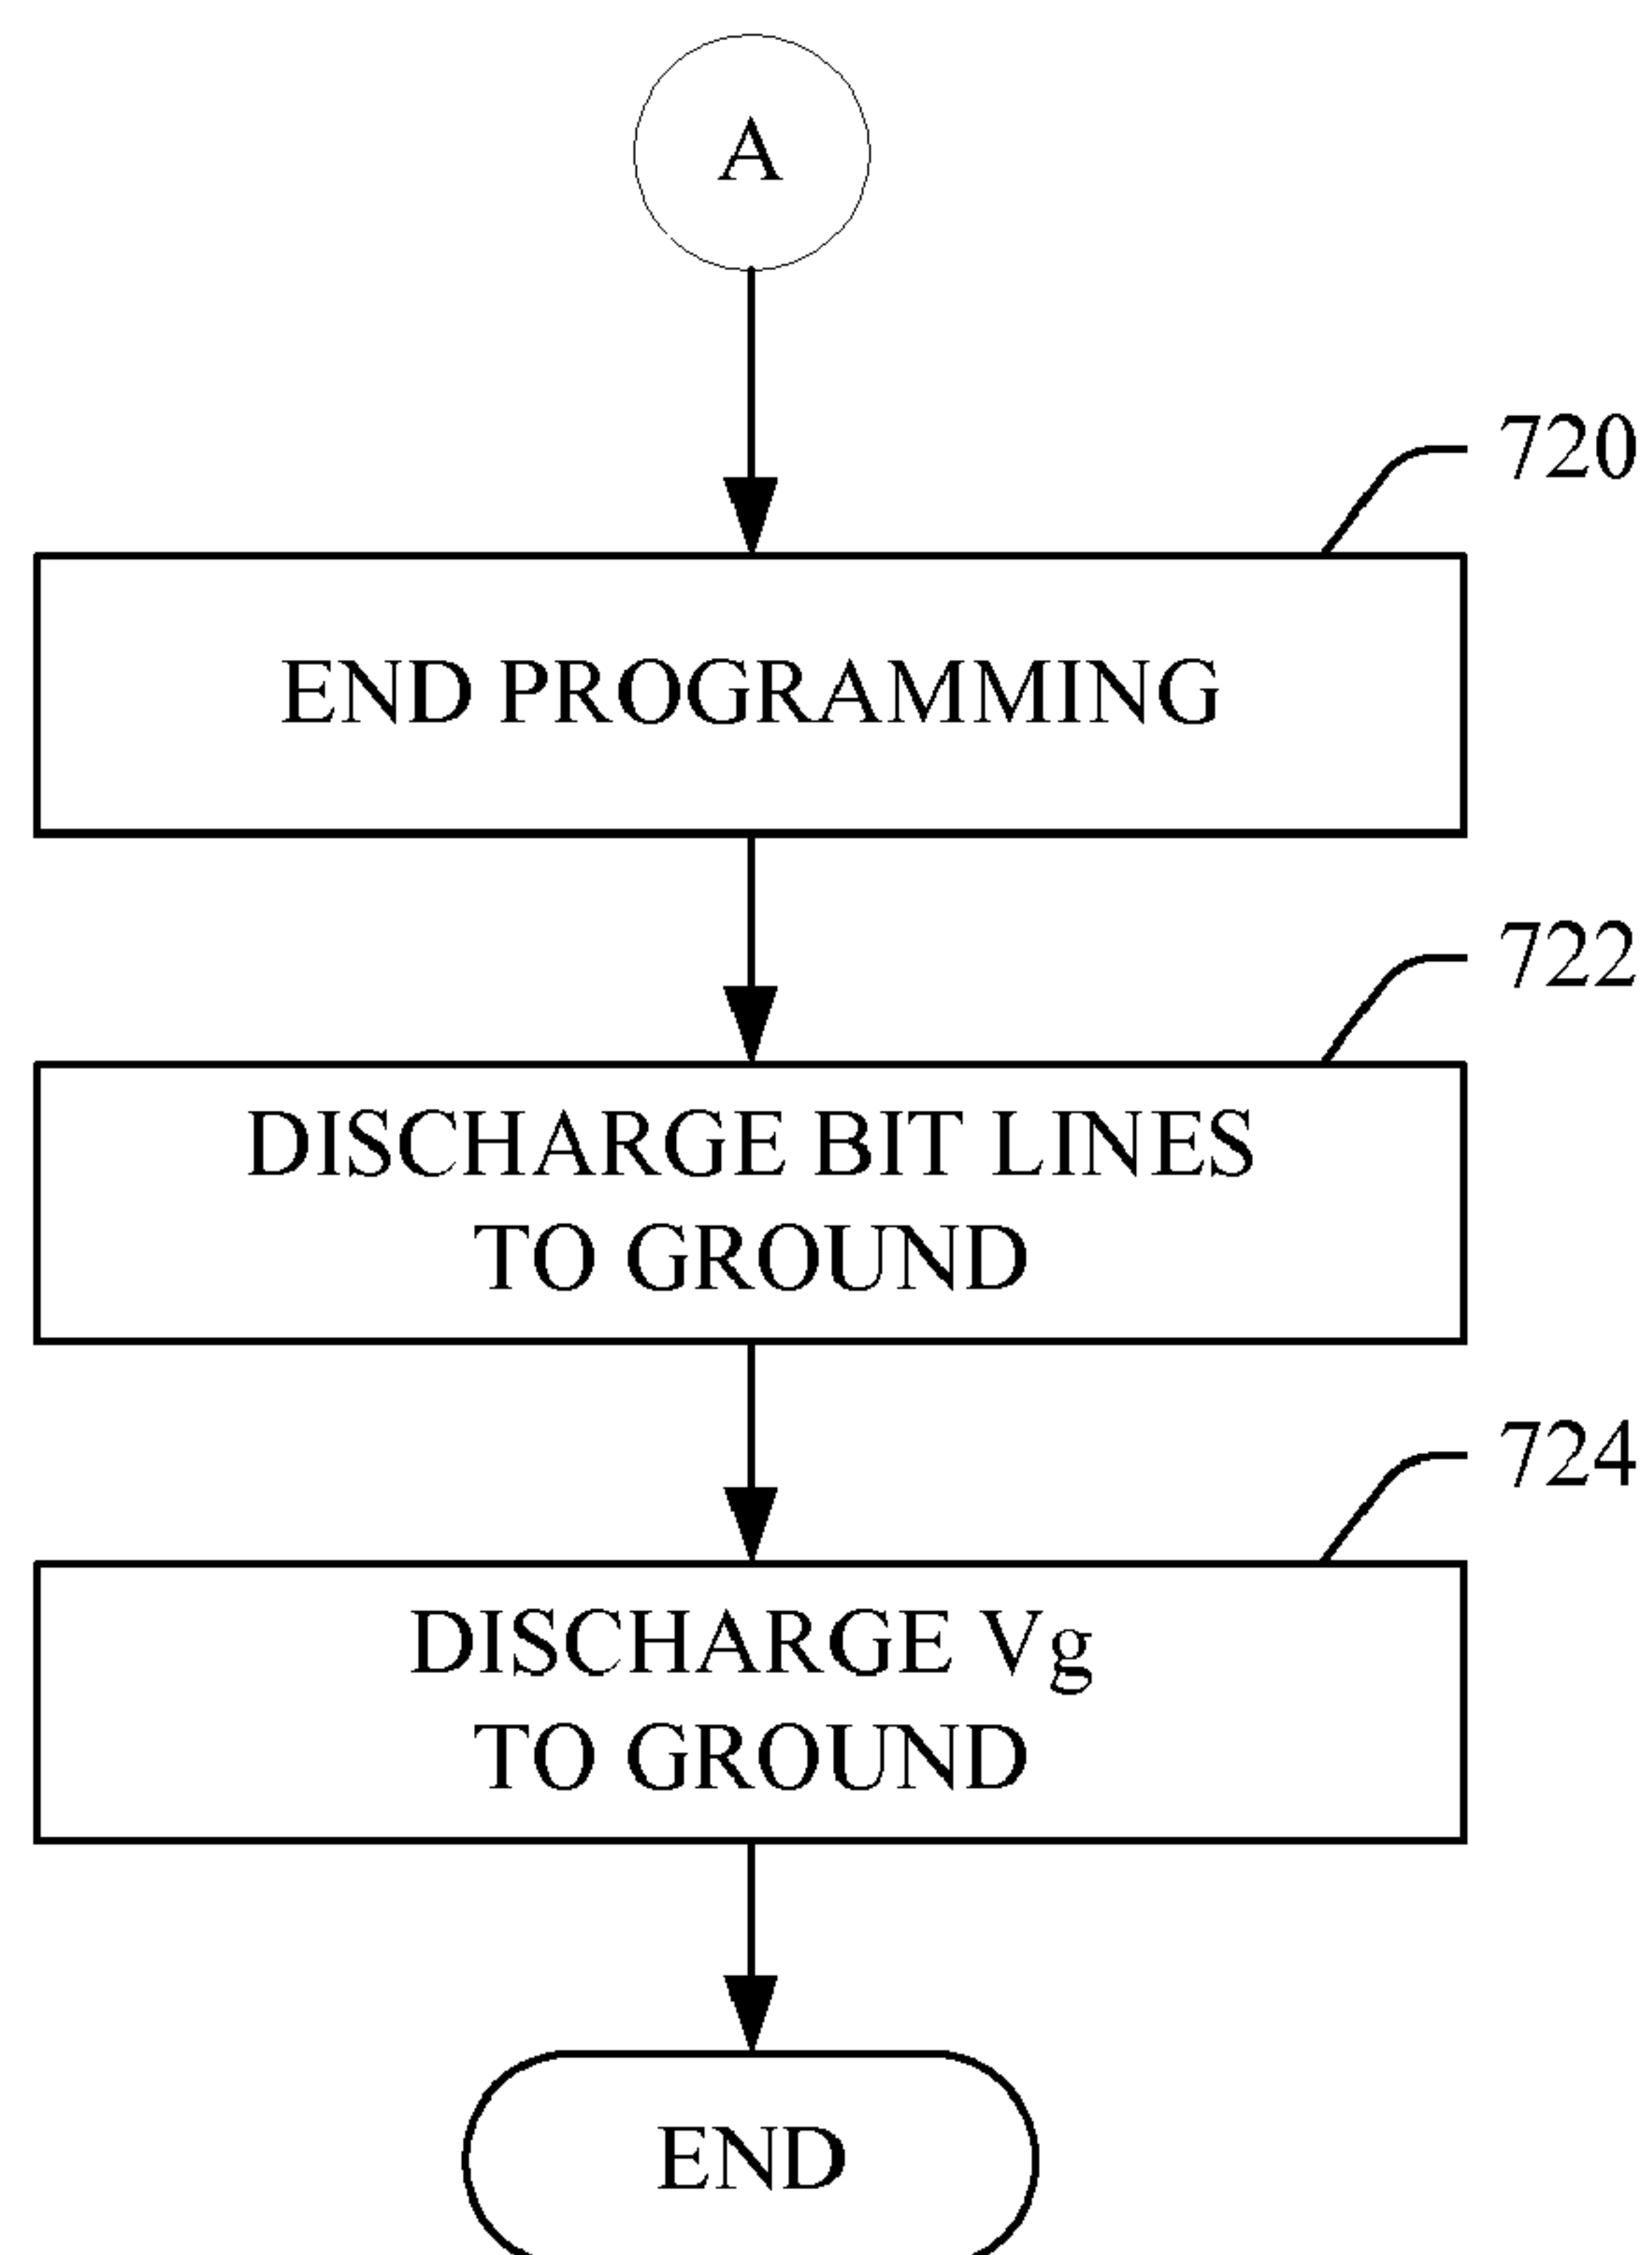 A
720
END PROGRAMMING
722
DISCHARGE BIT LINES
TO GROUND
724
DISCHARGE Vg
TO GROUND
END